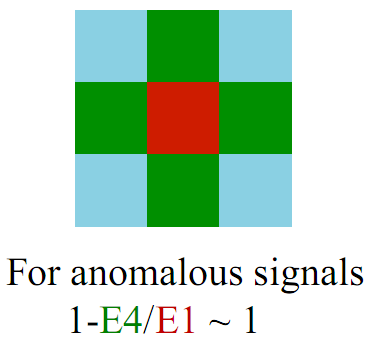 For anomalous signals
1-E4/E1 ~ 1